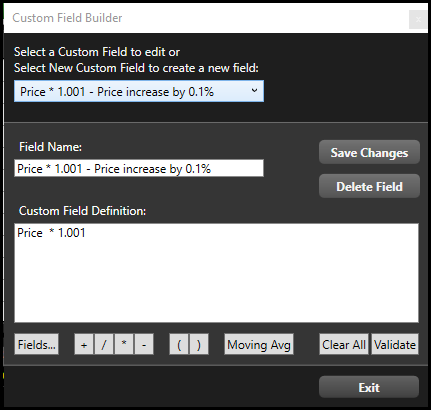 Custom Field Builder
x
Select a Custom Field to edit or
Select New Custom Field to create a new field:
Price * 1.001 - Price increase by 0.1%
Field Name:
Save Changes
Price * 1.001 - Price increase by 0.1%
Delete Field
Custom Field Definition:
Price  * 1.001
Fields... + / * - ( ) Moving Avg Clear All Validate
Exit